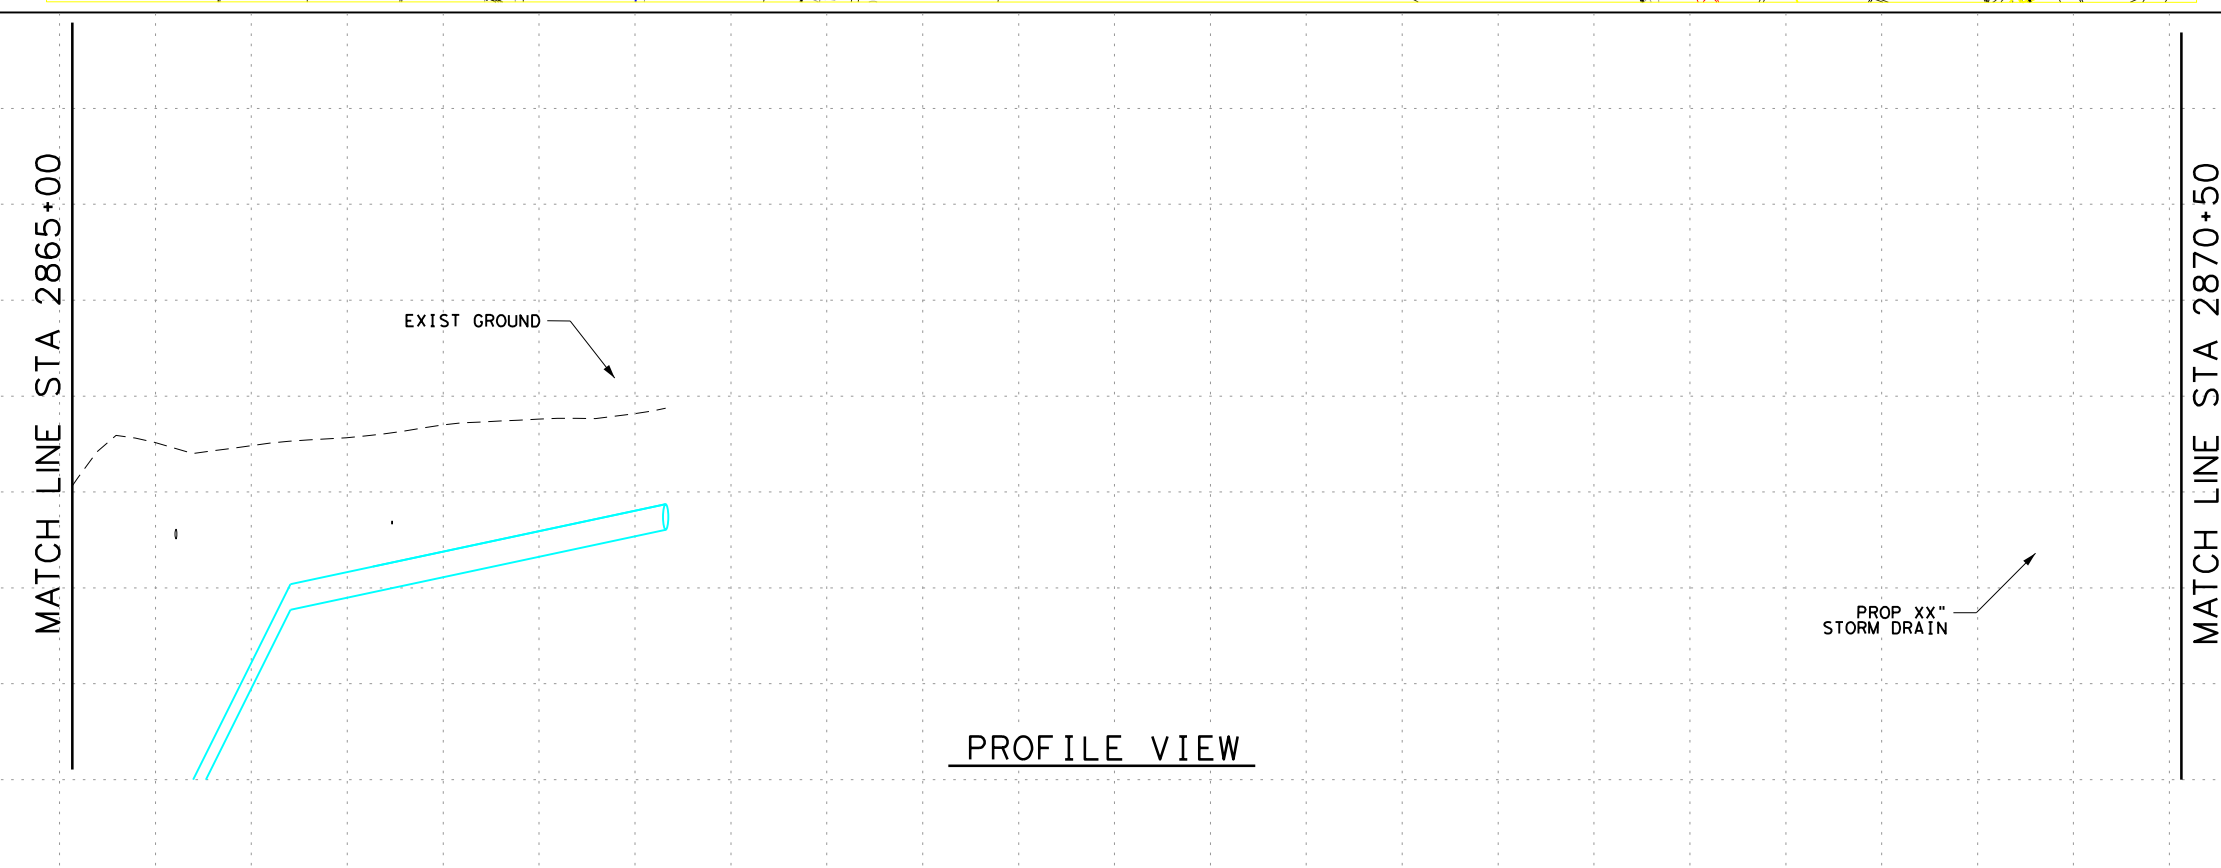 MATCH LINE STA 2865+00
EXIST GROUND
PROP XX"
STORM DRAIN
PROFILE VIEW
MATCH LINE STA 2870+50